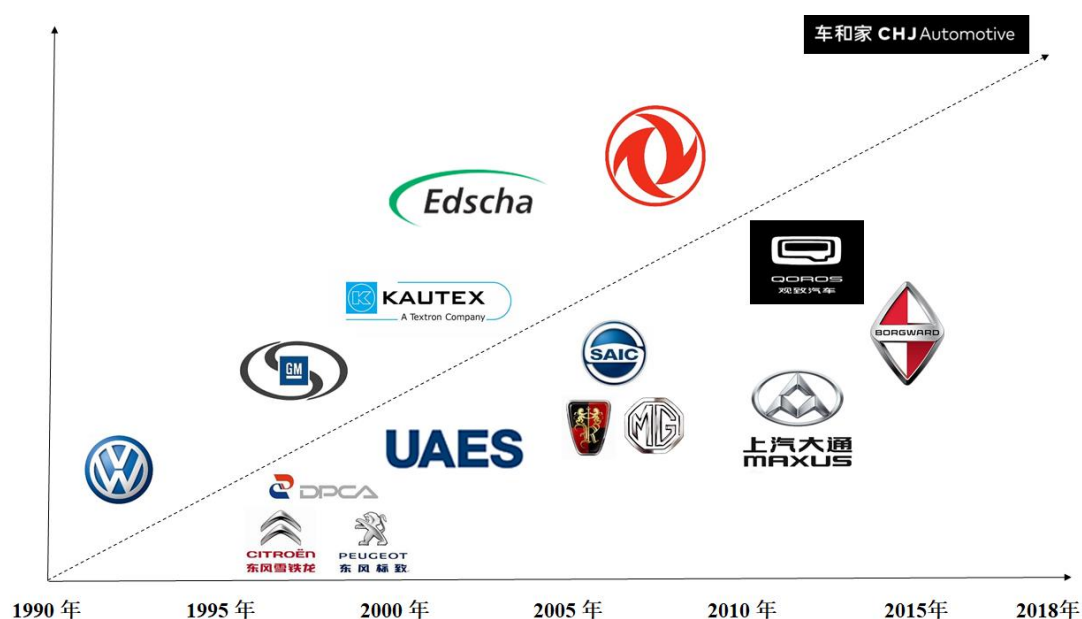 车和家 CHJ Automotive
Edscha
QOROS
观致汽车
K KAUTEX
A Textron Company
BORGWARD
SAIC
GM
MG
UAES
上汽大通
MAXUS
DPCA
CITROËN
东风雪铁龙
PEUGEOT
东风标致
1990 年 1995 年 2000 年 2005 年 2010 年 2015年 2018年